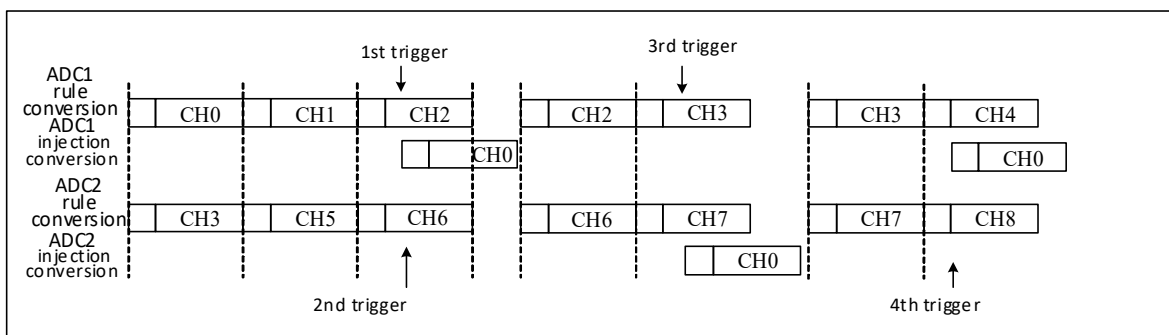 1st trigger
3rd trigger
ADC1
rule
conversion
CH0 CH1 CH2 CH2 CH3 CH3 CH4
ADC1
injection
conversion
CH0 CH0
ADC2
rule
conversion
CH3 CH5 CH6 CH6 CH7 CH7 CH8
ADC2
injection
conversion
CH0
2nd trigger
4th trigger